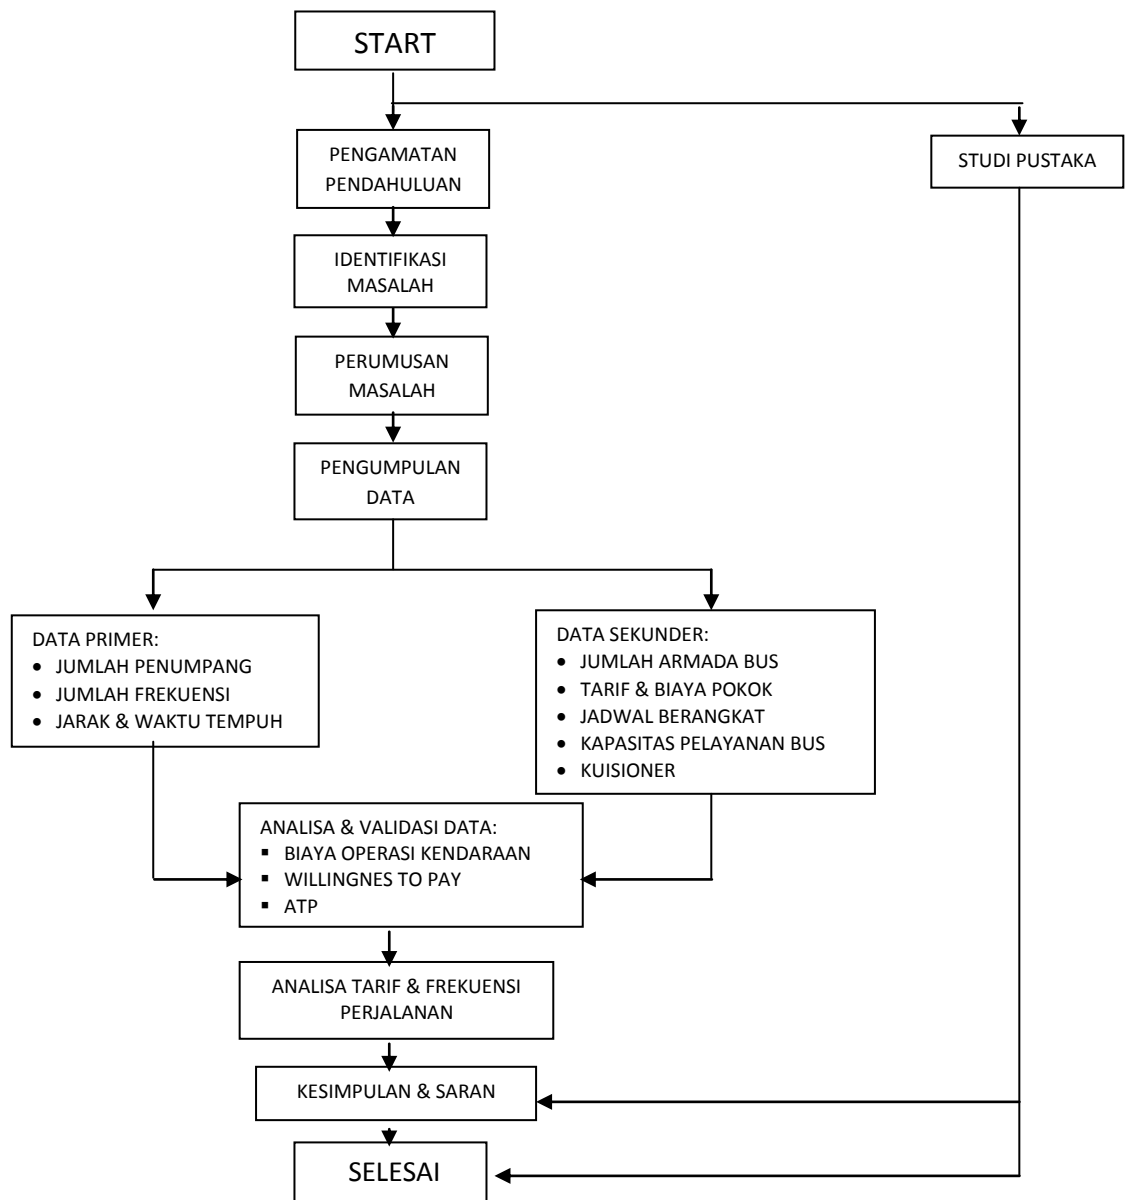 START
PENGAMATAN
PENDAHULUAN
STUDI PUSTAKA
IDENTIFIKASI
MASALAH
PERUMUSAN
MASALAH
PENGUMPULAN
DATA
DATA PRIMER:
• JUMLAH PENUMPANG
• JUMLAH FREKUENSI
• JARAK & WAKTU TEMPUH
DATA SEKUNDER:
• JUMLAH ARMADA BUS
• TARIF & BIAYA POKOK
• JADWAL BERANGKAT
• KAPASITAS PELAYANAN BUS
• KUISIONER
ANALISA & VALIDASI DATA:
▪ BIAYA OPERASI KENDARAAN
▪ WILLINGNES TO PAY
▪ ATP
ANALISA TARIF & FREKUENSI
PERJALANAN
KESIMPULAN & SARAN
SELESAI